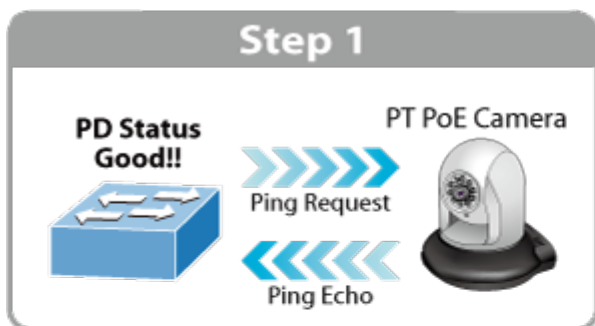 Step 1
PD Status
Good!!
PT PoE Camera
Ping Request
Ping Echo